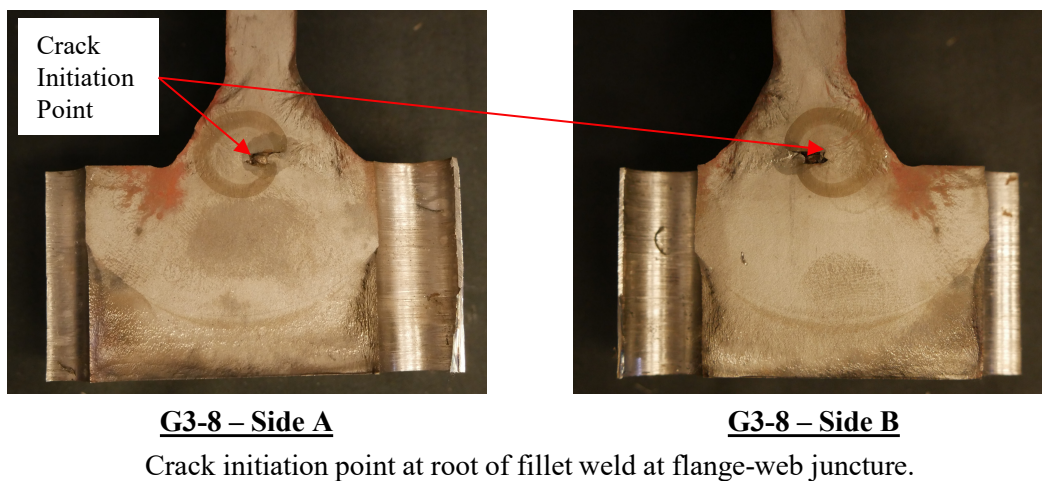 Crack
Initiation
Point
G3-8 – Side A
G3-8 – Side B
Crack initiation point at root of fillet weld at flange-web juncture.